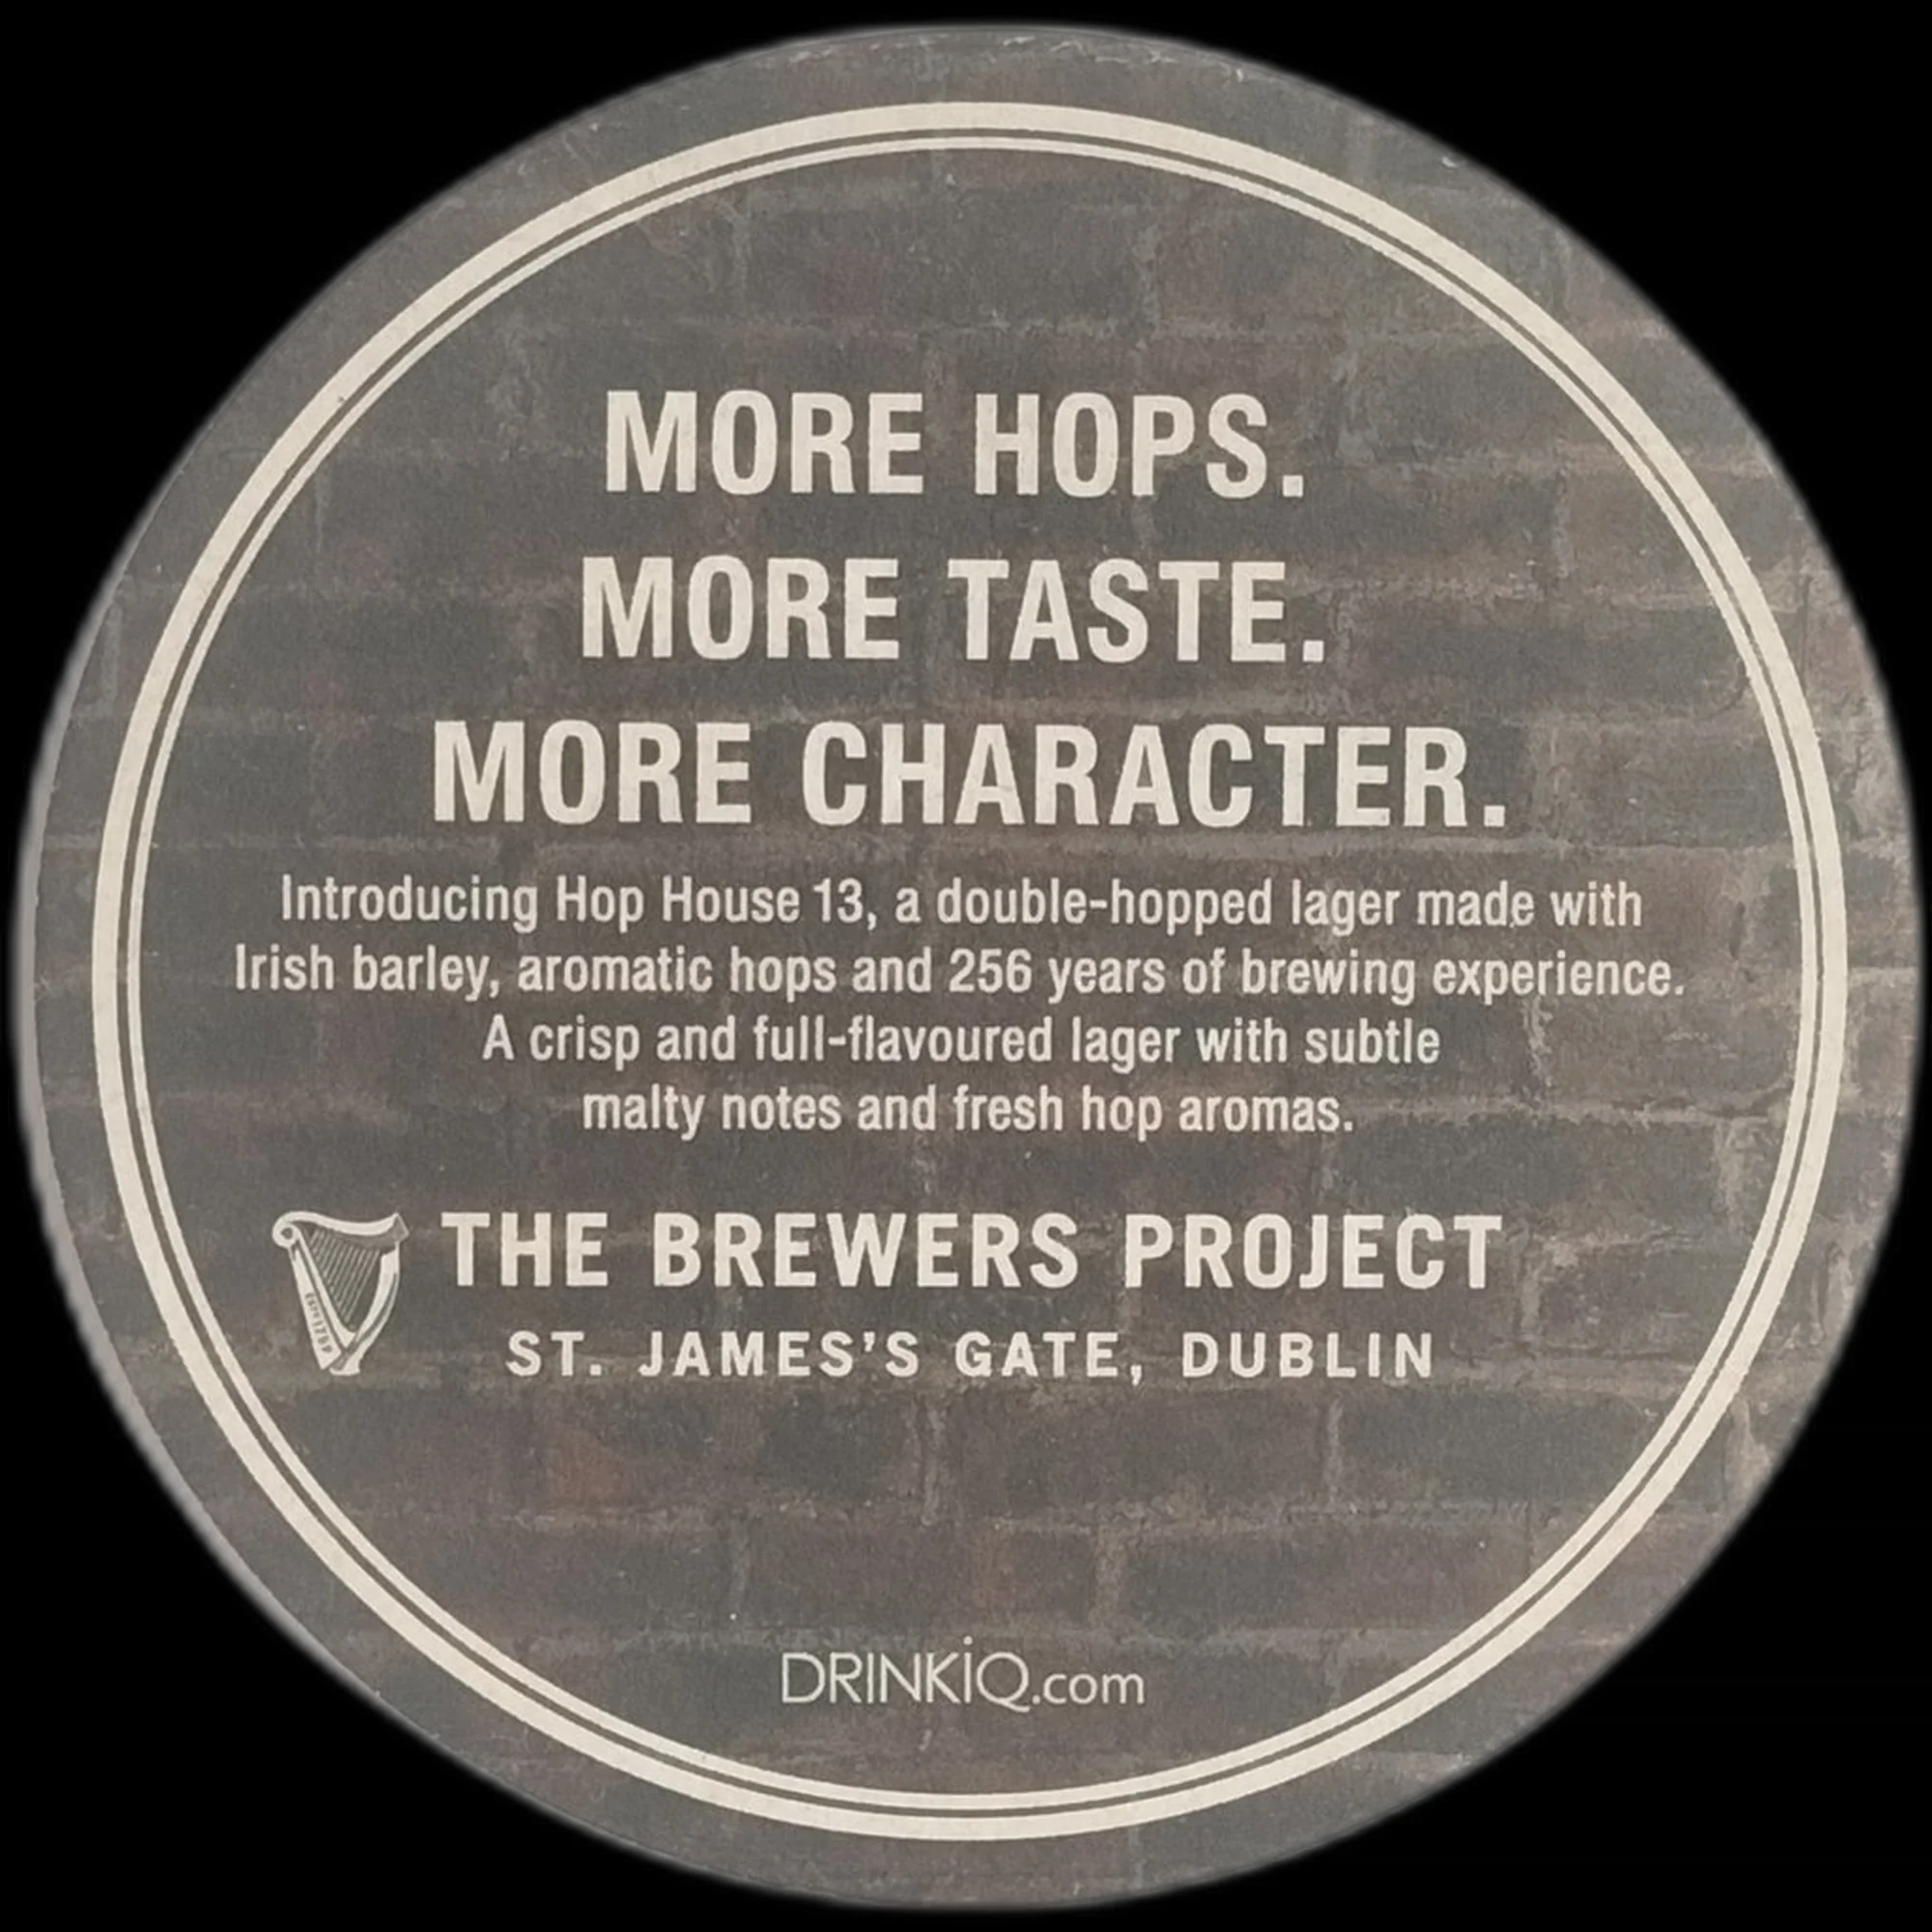 MORE HOPS.
MORE TASTE.
MORE CHARACTER.
Introducing Hop House 13, a double-hopped lager made with
Irish barley, aromatic hops and 256 years of brewing experience.
A crisp and full-flavoured lager with subtle
malty notes and fresh hop aromas.
THE BREWERS PROJECT
ST. JAMES'S GATE, DUBLIN
ESTD 1759
DRINKiQ.com